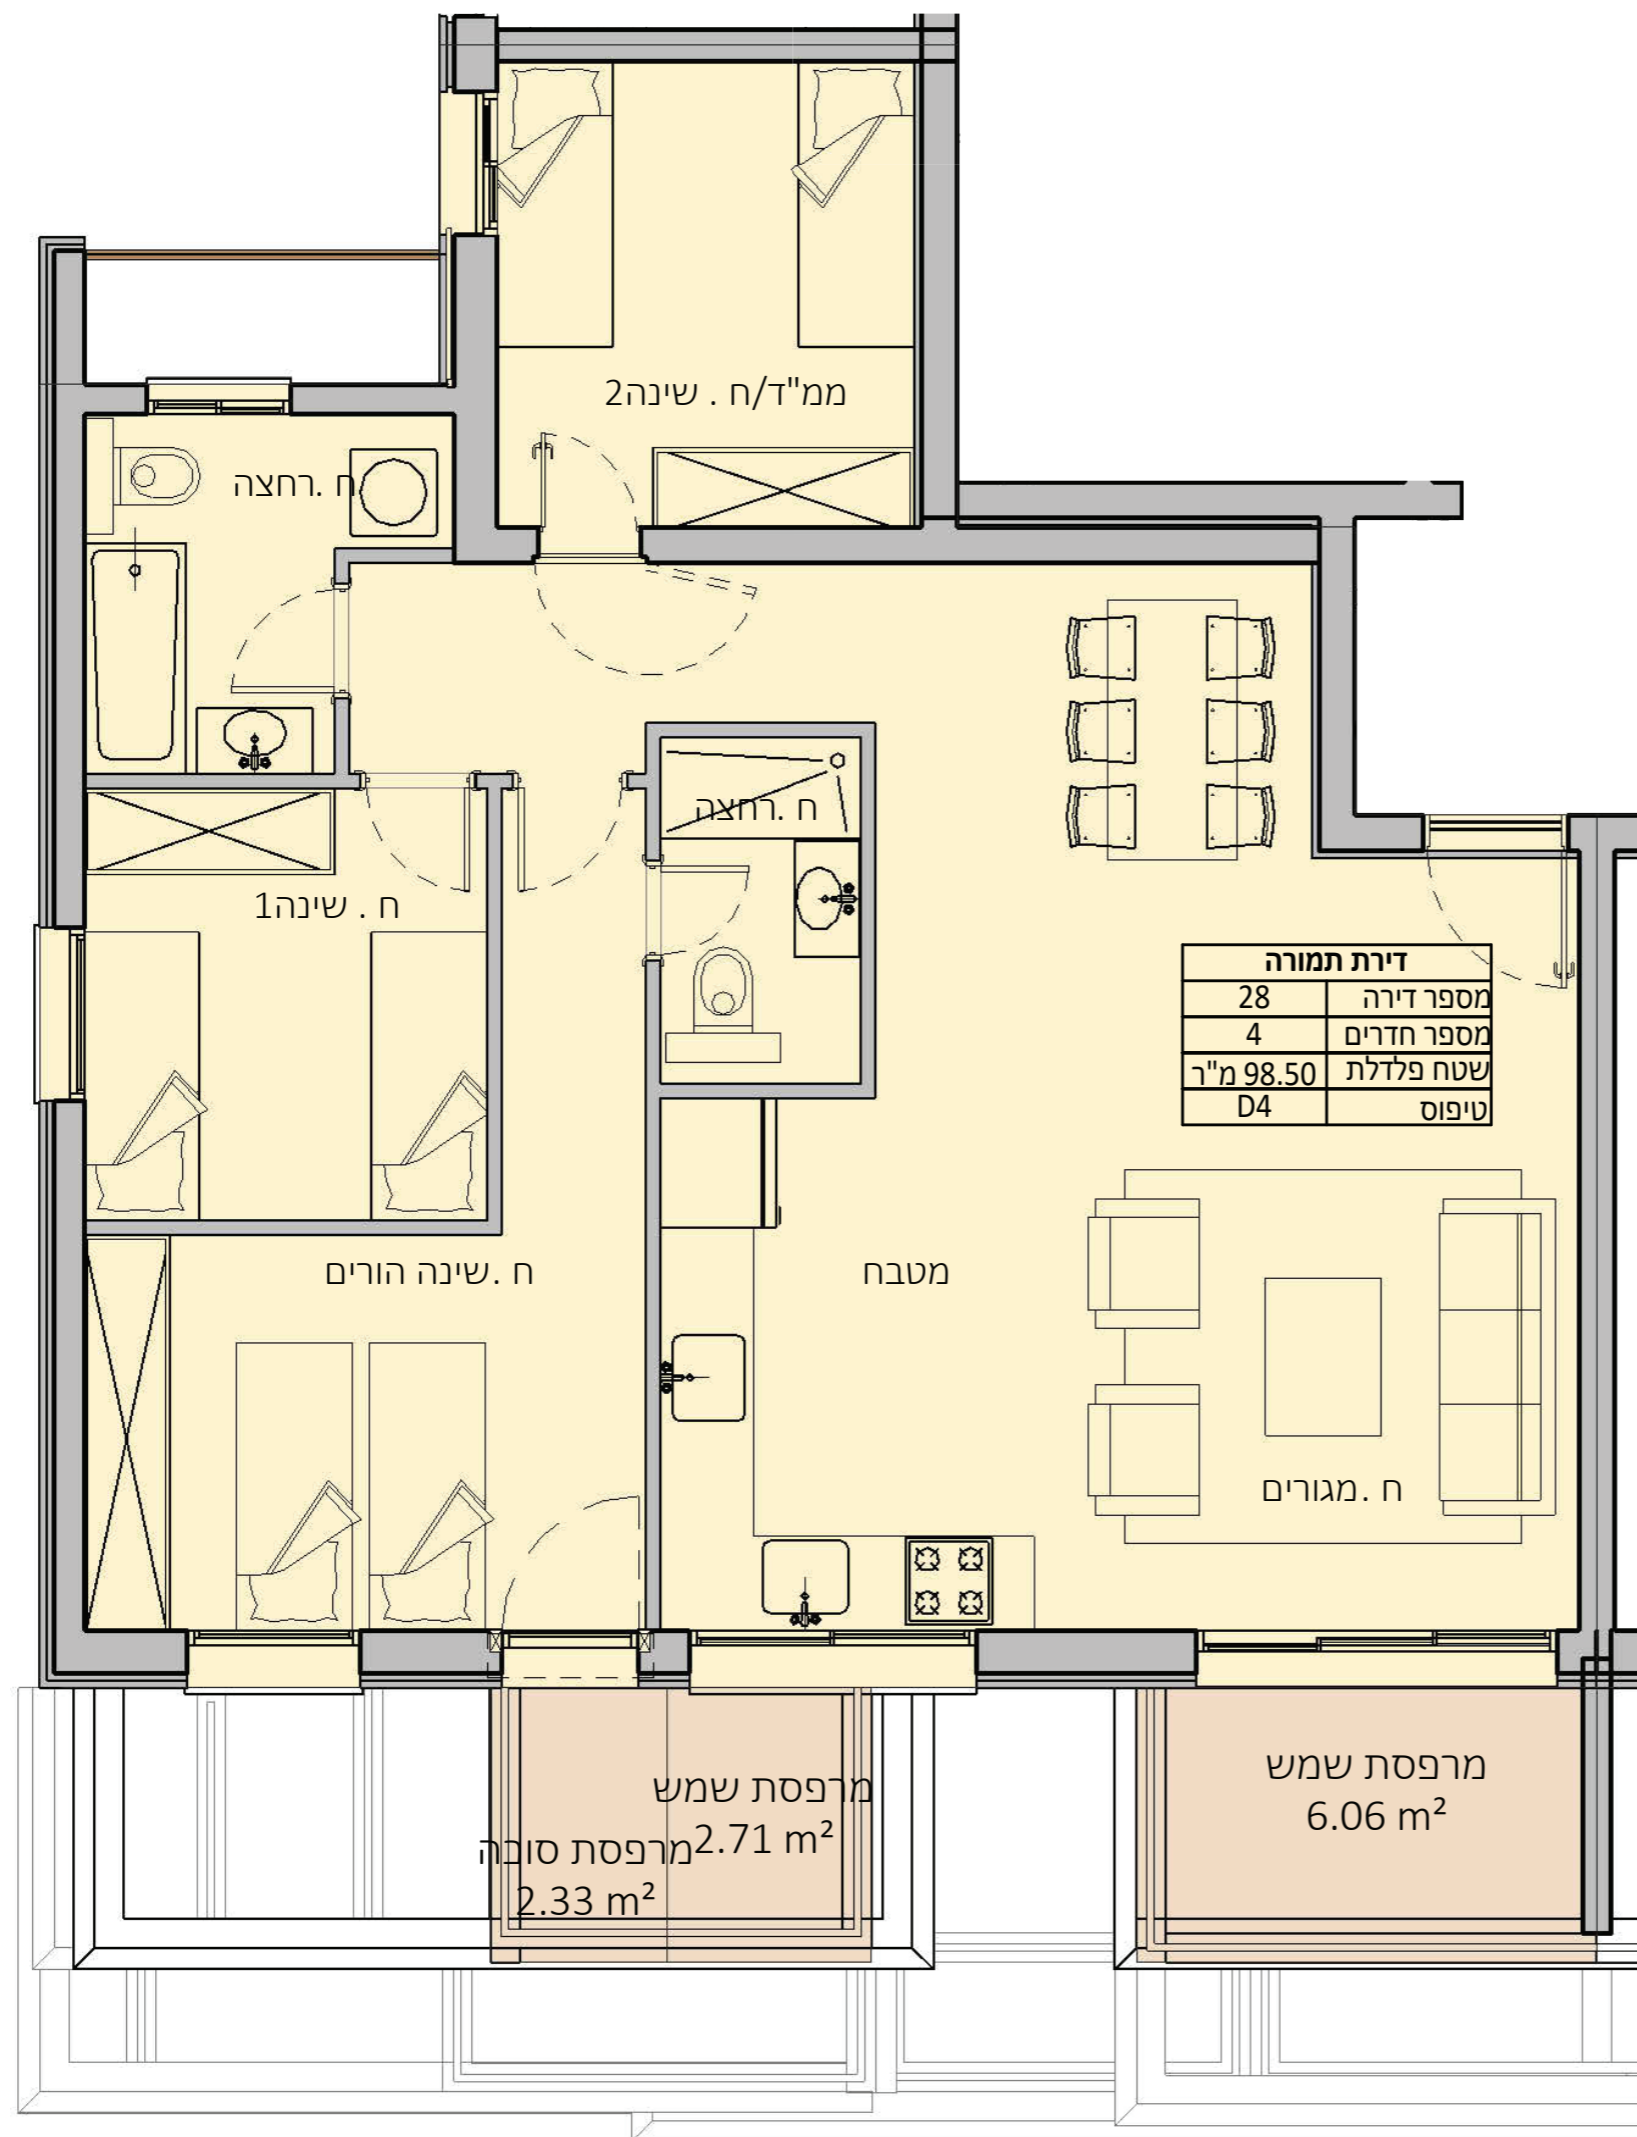 ממ"ד/ח . שינה2
ח .רחצה
ח .רחצה
ח . שינה1
דירת תמורה
מספר דירה 28
מספר חדרים 4
שטח פלדלת 98.50 מ"ר
טיפוס D4
ח .שינה הורים
מטבח
ח .מגורים
מרפסת שמש
6.06 m²
מרפסת שמש
2.71 m²
מרפסת סוכה
2.33 m²